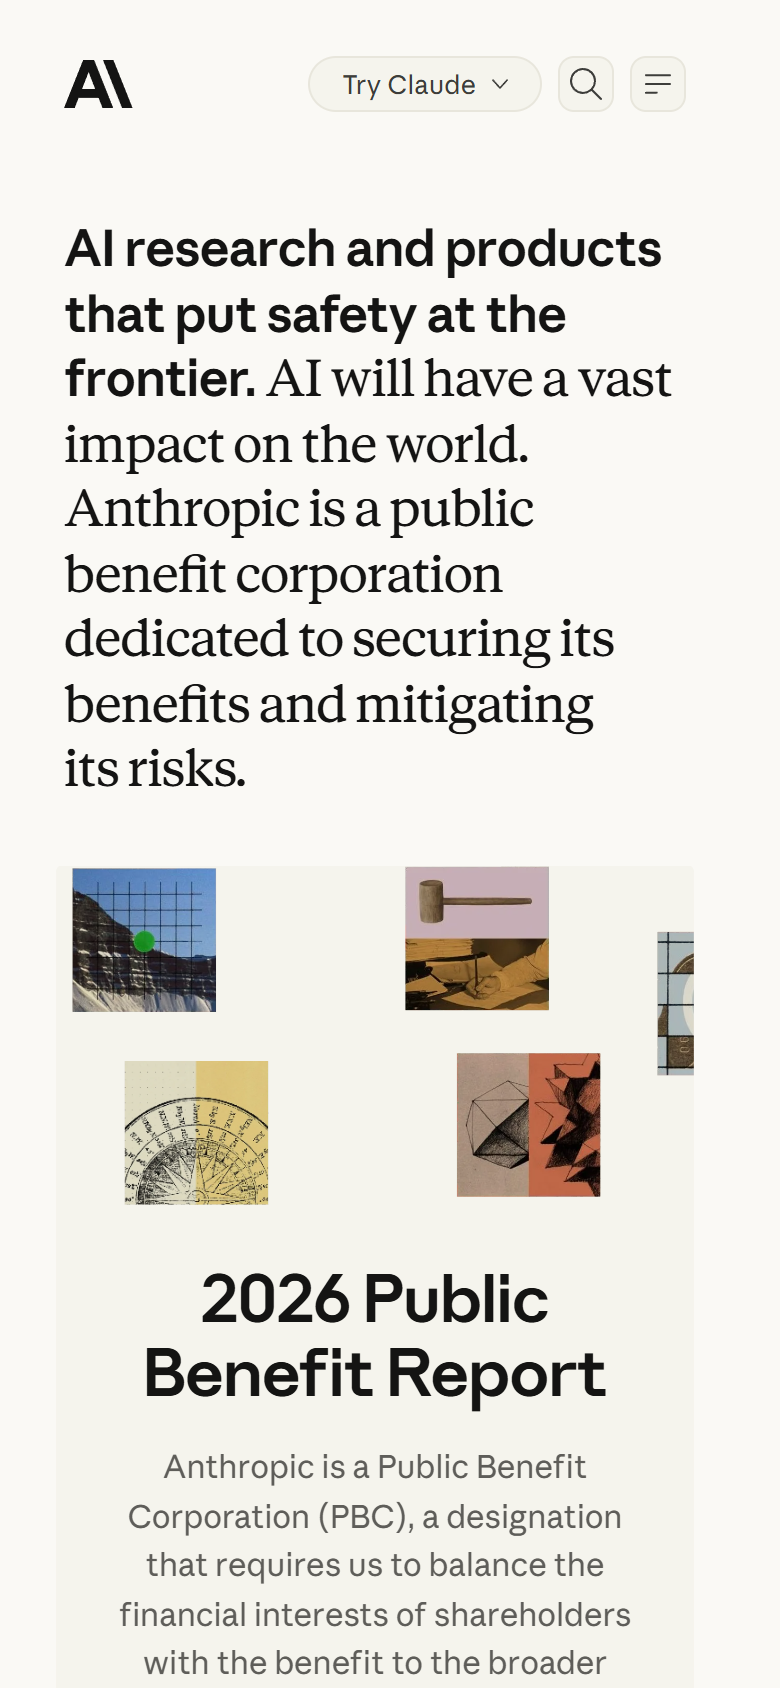 Try Claude
AI research and products
that put safety at the
frontier. AI will have a vast
impact on the world.
Anthropic is a public
benefit corporation
dedicated to securing its
benefits and mitigating
its risks.
2026 Public
Benefit Report
Anthropic is a Public Benefit
Corporation (PBC), a designation
that requires us to balance the
financial interests of shareholders
with the benefit to the broader